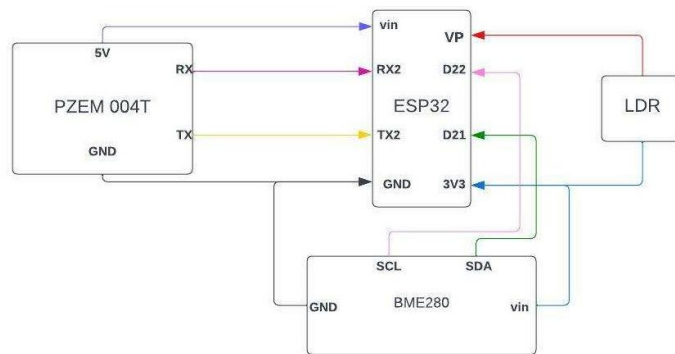 5V
RX
PZEM 004T
TX
GND
vin
VP
RX2
D22
ESP32
TX2
D21
GND
3V3
LDR
SCL
SDA
GND
BME280
vin